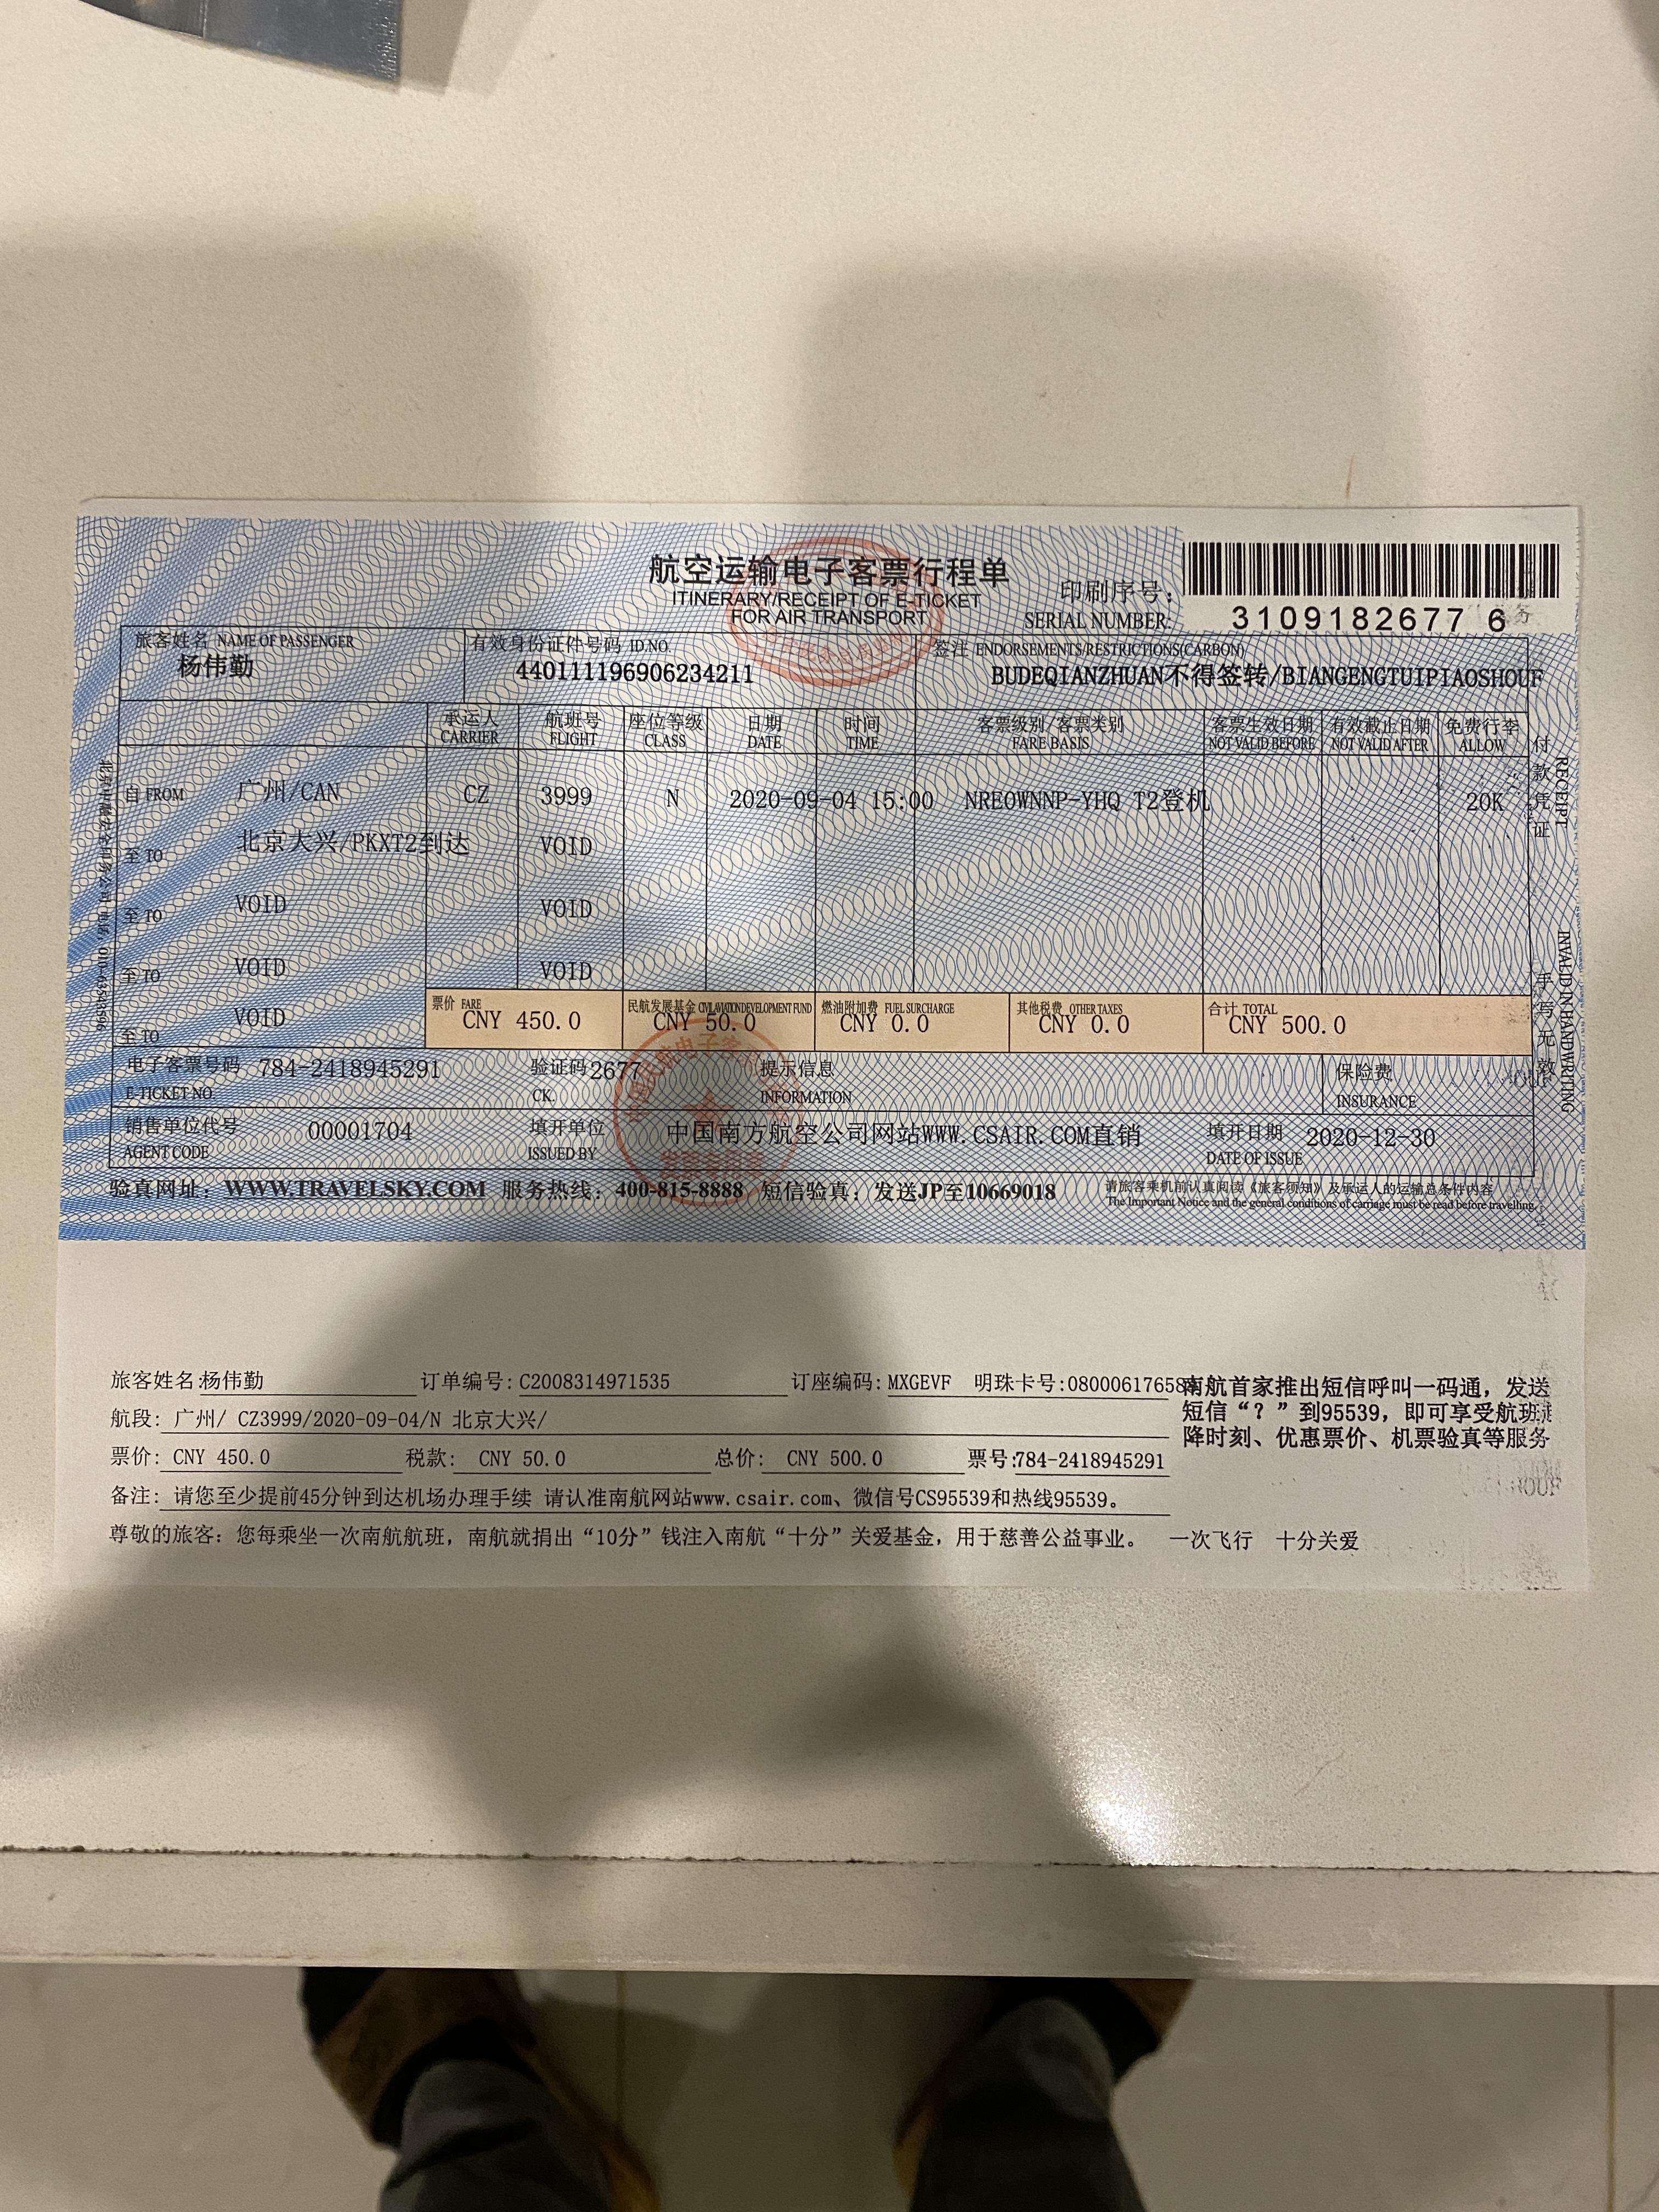 航空运输电子客票行程单
ITINERARY/RECEIPT OF E-TICKET
FOR AIR TRANSPORT
印刷序号:
SERIAL NUMBER:
3109182677 6
旅客姓名 NAME OF PASSENGER
杨伟勤
有效身份证件号码 ID.NO.
440111196906234211
签注 ENDORSEMENTS/RESTRICTIONS(CARBON)
BUDEQIANZHUAN不得签转/BIANGENGTUIPIAOSHOUF
承运人 航班号 座位等级 日期 时间 客票级别/客票类别 客票生效日期 有效截止日期 免费行李
CARRIER FLIGHT CLASS DATE TIME FARE BASIS NOT VALID BEFORE NOT VALID AFTER ALLOW
自 FROM 广州/CAN CZ 3999 N 2020-09-04 15:00 NREOWNNP-YHQ T2登机 20K
至 TO 北京大兴/PKXT2到达 VOID
至 TO VOID VOID
至 TO VOID VOID
至 TO VOID
票价 FARE 民航发展基金 CIVIL AVIATION DEVELOPMENT FUND 燃油附加费 FUEL SURCHARGE 其他税费 OTHER TAXES 合计 TOTAL
CNY 450.0 CNY 50.0 CNY 0.0 CNY 0.0 CNY 500.0
电子客票号码 784-2418945291 验证码 2677 提示信息 保险费
E-TICKET NO. CK. INFORMATION INSURANCE
销售单位代号 00001704 填开单位 中国南方航空公司网站WWW.CSAIR.COM直销 填开日期 2020-12-30
AGENT CODE ISSUED BY DATE OF ISSUE
验真网址: WWW.TRAVELSKY.COM 服务热线: 400-815-8888 短信验真: 发送JP至10669018
请旅客乘机前认真阅读《旅客须知》及承运人的运输总条件内容
The Important Notice and the general conditions of carriage must be read before travelling.
付款凭证 RECEIPT
手写无效 INVALID IN HANDWRITING
旅客姓名:杨伟勤 订单编号:C2008314971535 订座编码:MXGEVF 明珠卡号:08000617658
南航首家推出短信呼叫一码通,发送
短信“?”到95539,即可享受航班起
降时刻、优惠票价、机票验真等服务
航段: 广州/ CZ3999/2020-09-04/N 北京大兴/
票价: CNY 450.0 税款: CNY 50.0 总价: CNY 500.0 票号:784-2418945291
备注: 请您至少提前45分钟到达机场办理手续 请认准南航网站www.csair.com、微信号CS95539和热线95539。
尊敬的旅客: 您每乘坐一次南航航班,南航就捐出“10分”钱注入南航“十分”关爱基金,用于慈善公益事业。 一次飞行 十分关爱